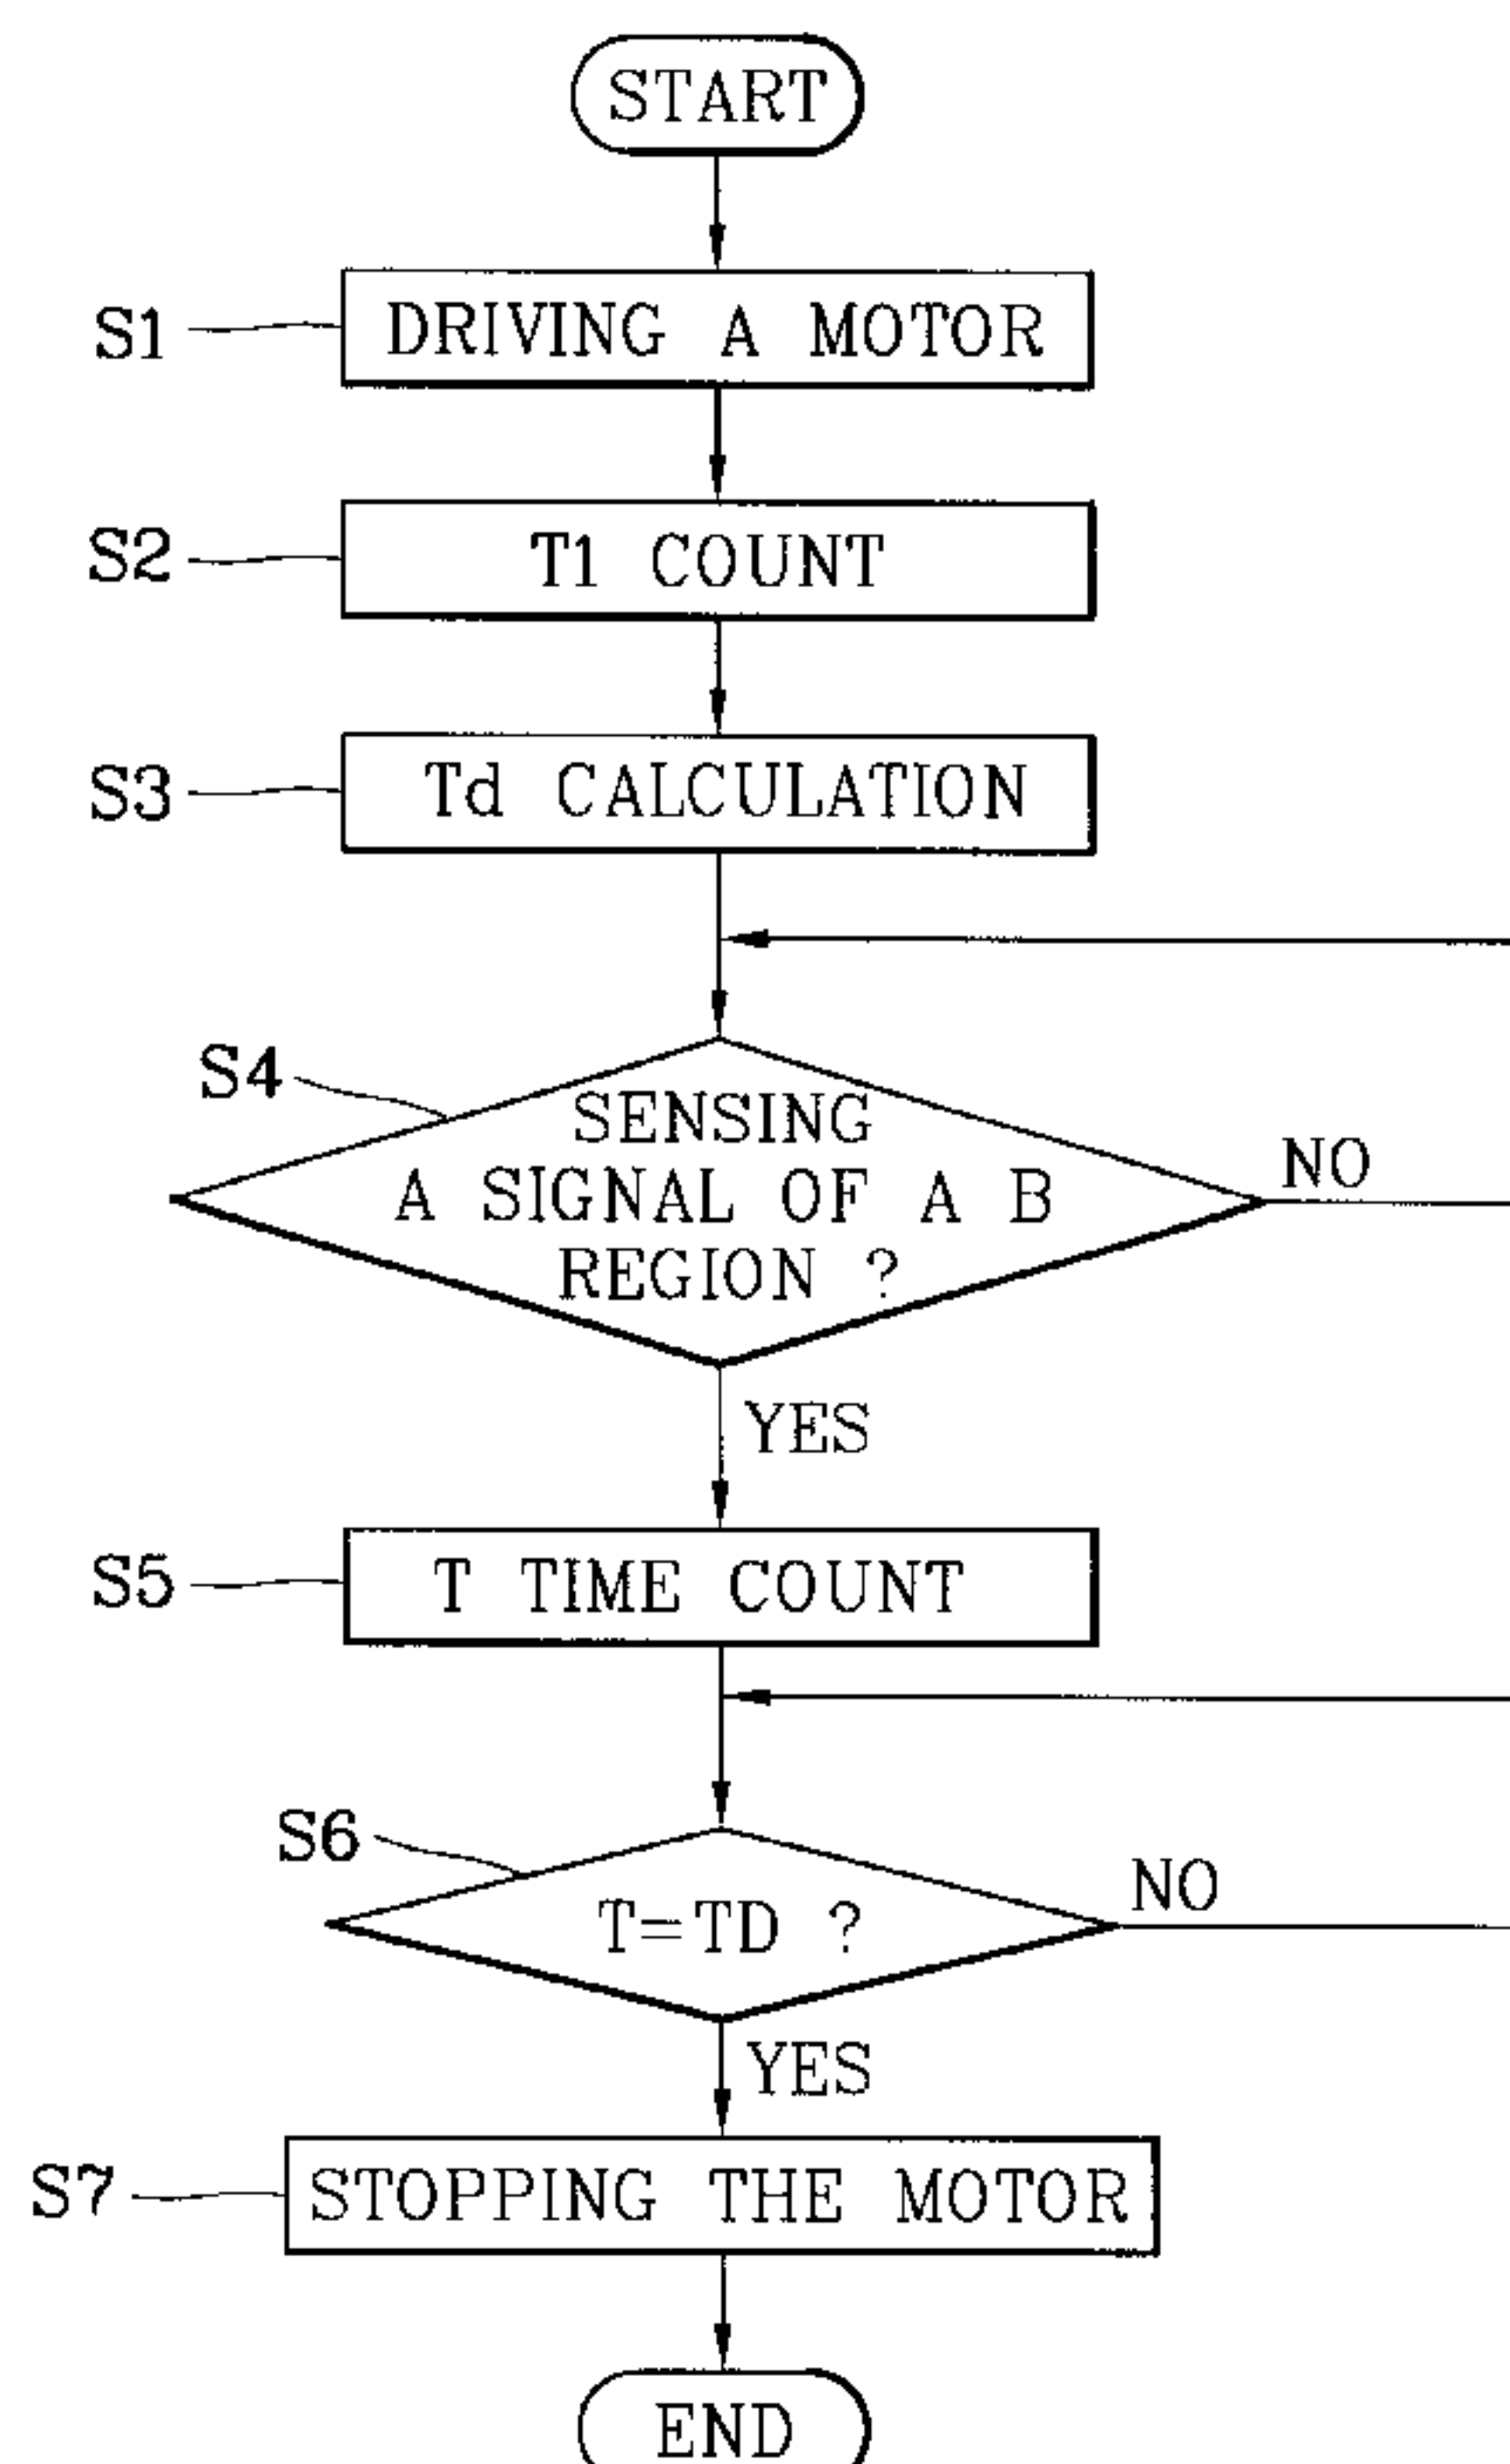 START
S1
DRIVING A MOTOR
S2
T1 COUNT
S3
Td CALCULATION
S4
SENSING
A SIGNAL OF A B
REGION ?
NO
YES
S5
T TIME COUNT
S6
T=TD ?
NO
YES
S7
STOPPING THE MOTOR
END